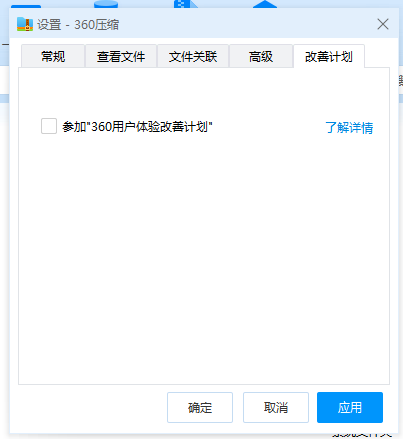 设置 - 360压缩
常规 查看文件 文件关联 高级 改善计划
参加"360用户体验改善计划" 了解详情
确定 取消 应用